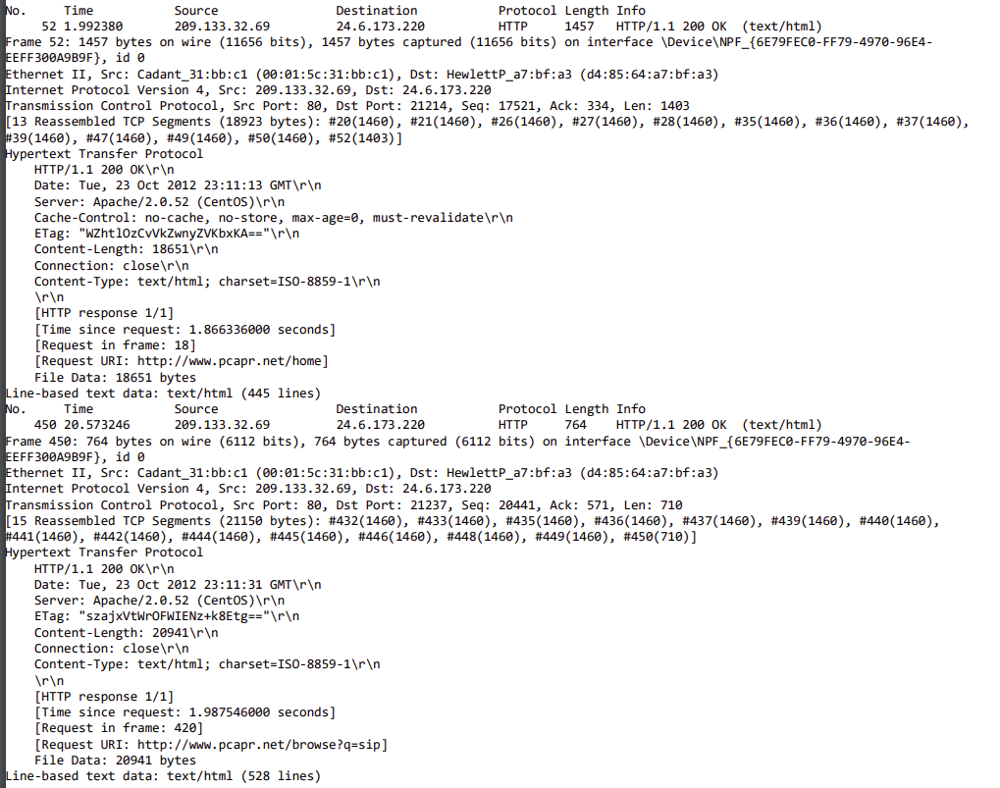 No. Time Source Destination Protocol Length Info
52 1.992380 209.133.32.69 24.6.173.220 HTTP 1457 HTTP/1.1 200 OK (text/html)
Frame 52: 1457 bytes on wire (11656 bits), 1457 bytes captured (11656 bits) on interface \Device\NPF_{6E79FEC0-FF79-4970-96E4-
EEFF300A9B9F}, id 0
Ethernet II, Src: Cadant_31:bb:c1 (00:01:5c:31:bb:c1), Dst: HewlettP_a7:bf:a3 (d4:85:64:a7:bf:a3)
Internet Protocol Version 4, Src: 209.133.32.69, Dst: 24.6.173.220
Transmission Control Protocol, Src Port: 80, Dst Port: 21214, Seq: 17521, Ack: 334, Len: 1403
[13 Reassembled TCP Segments (18923 bytes): #20(1460), #21(1460), #26(1460), #27(1460), #28(1460), #35(1460), #36(1460), #37(1460),
#39(1460), #47(1460), #49(1460), #50(1460), #52(1403)]
Hypertext Transfer Protocol
HTTP/1.1 200 OK\r\n
Date: Tue, 23 Oct 2012 23:11:13 GMT\r\n
Server: Apache/2.0.52 (CentOS)\r\n
Cache-Control: no-cache, no-store, max-age=0, must-revalidate\r\n
ETag: "WZhtlOzCvVkZwnyZVKbxKA=="\r\n
Content-Length: 18651\r\n
Connection: close\r\n
Content-Type: text/html; charset=ISO-8859-1\r\n
\r\n
[HTTP response 1/1]
[Time since request: 1.866336000 seconds]
[Request in frame: 18]
[Request URI: http://www.pcapr.net/home]
File Data: 18651 bytes
Line-based text data: text/html (445 lines)
No. Time Source Destination Protocol Length Info
450 20.573246 209.133.32.69 24.6.173.220 HTTP 764 HTTP/1.1 200 OK (text/html)
Frame 450: 764 bytes on wire (6112 bits), 764 bytes captured (6112 bits) on interface \Device\NPF_{6E79FEC0-FF79-4970-96E4-
EEFF300A9B9F}, id 0
Ethernet II, Src: Cadant_31:bb:c1 (00:01:5c:31:bb:c1), Dst: HewlettP_a7:bf:a3 (d4:85:64:a7:bf:a3)
Internet Protocol Version 4, Src: 209.133.32.69, Dst: 24.6.173.220
Transmission Control Protocol, Src Port: 80, Dst Port: 21237, Seq: 20441, Ack: 571, Len: 710
[15 Reassembled TCP Segments (21150 bytes): #432(1460), #433(1460), #435(1460), #436(1460), #437(1460), #439(1460), #440(1460),
#441(1460), #442(1460), #444(1460), #445(1460), #446(1460), #448(1460), #449(1460), #450(710)]
Hypertext Transfer Protocol
HTTP/1.1 200 OK\r\n
Date: Tue, 23 Oct 2012 23:11:31 GMT\r\n
Server: Apache/2.0.52 (CentOS)\r\n
ETag: "szajxVtWrOFWIENz+k8Etg=="\r\n
Content-Length: 20941\r\n
Connection: close\r\n
Content-Type: text/html; charset=ISO-8859-1\r\n
\r\n
[HTTP response 1/1]
[Time since request: 1.987546000 seconds]
[Request in frame: 420]
[Request URI: http://www.pcapr.net/browse?q=sip]
File Data: 20941 bytes
Line-based text data: text/html (528 lines)